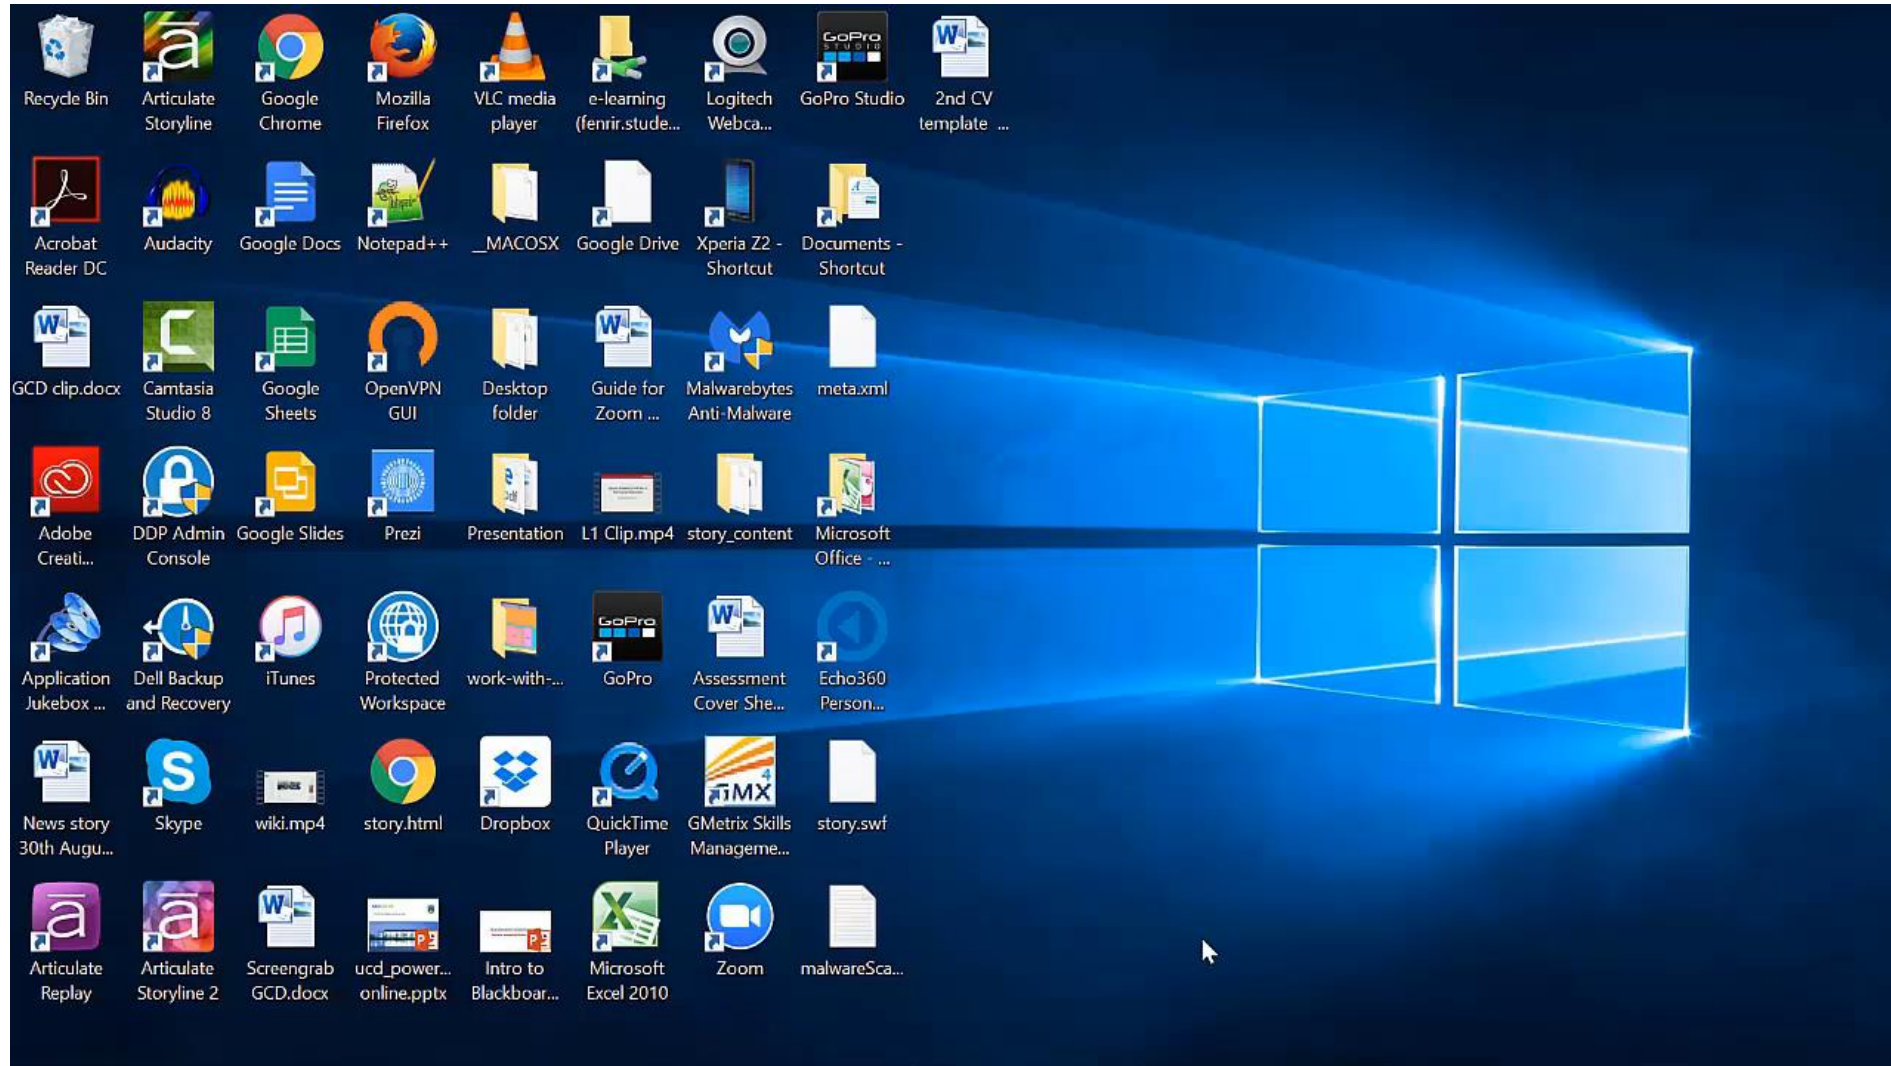 Recycle Bin
Articulate
Storyline
Google
Chrome
Mozilla
Firefox
VLC media
player
e-learning
(fenrir.stude...
Logitech
Webca...
GoPro
STUDIO
GoPro Studio
2nd CV
template ...
Acrobat
Reader DC
Audacity
Google Docs
Notepad++
__MACOSX
Google Drive
Xperia Z2 -
Shortcut
Documents -
Shortcut
GCD clip.docx
Camtasia
Studio 8
Google
Sheets
OpenVPN
GUI
Desktop
folder
Guide for
Zoom ...
Malwarebytes
Anti-Malware
meta.xml
Adobe
Creati...
DDP Admin
Console
Google Slides
Prezi
Presentation
L1 Clip.mp4
story_content
Microsoft
Office - ...
Application
Jukebox ...
Dell Backup
and Recovery
iTunes
Protected
Workspace
work-with-...
GoPro
GoPro
Assessment
Cover She...
Echo360
Person...
News story
30th Augu...
Skype
wiki.mp4
story.html
Dropbox
QuickTime
Player
4
GMX
GMetrix Skills
Manageme...
story.swf
Articulate
Replay
Articulate
Storyline 2
Screengrab
GCD.docx
ucd_power...
online.pptx
Intro to
Blackboar...
Microsoft
Excel 2010
Zoom
malwareSca...